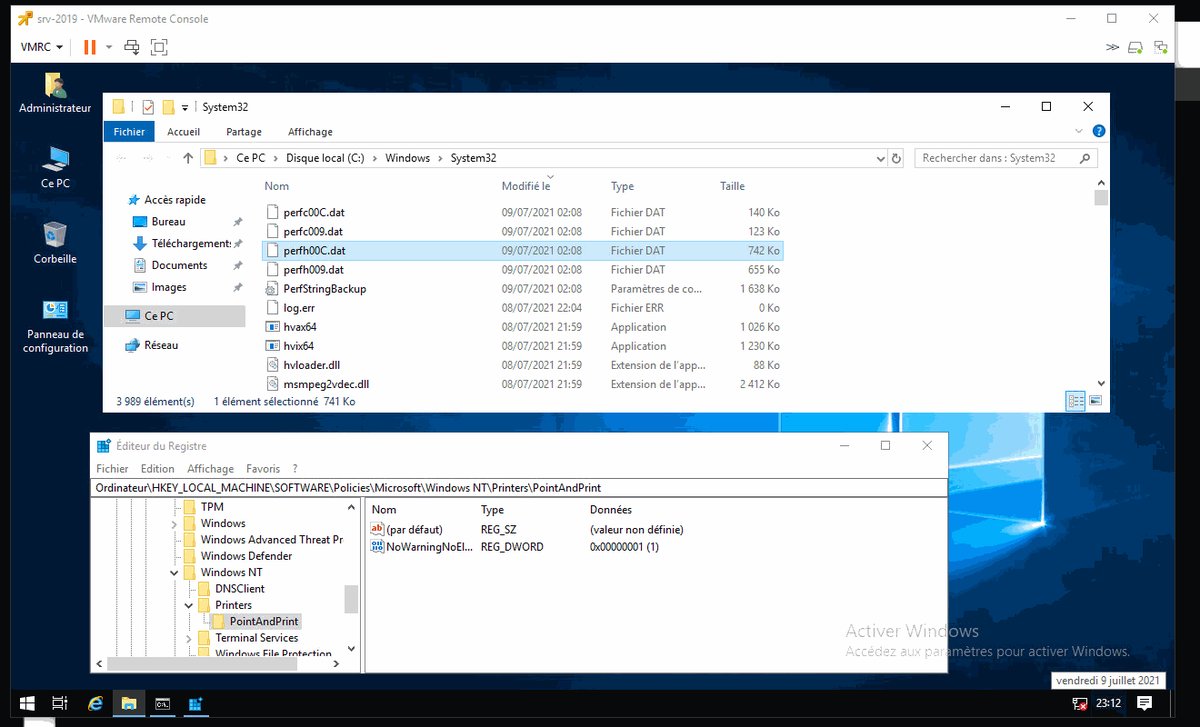 srv-2019 - VMware Remote Console
VMRC
Administrateur
Ce PC
Corbeille
Panneau de
configuration
System32
Fichier Accueil Partage Affichage
Ce PC Disque local (C:) Windows System32
Rechercher dans : System32
Accès rapide
Bureau
Téléchargements
Documents
Images
Ce PC
Réseau
Nom Modifié le Type Taille
perfc00C.dat 09/07/2021 02:08 Fichier DAT 140 Ko
perfc009.dat 09/07/2021 02:08 Fichier DAT 123 Ko
perfh00C.dat 09/07/2021 02:08 Fichier DAT 742 Ko
perfh009.dat 09/07/2021 02:08 Fichier DAT 655 Ko
PerfStringBackup 09/07/2021 02:08 Paramètres de co... 1 638 Ko
log.err 08/07/2021 22:04 Fichier ERR 0 Ko
hvax64 08/07/2021 21:59 Application 1 026 Ko
hvix64 08/07/2021 21:59 Application 1 230 Ko
hvloader.dll 08/07/2021 21:59 Extension de l'app... 88 Ko
msmpeg2vdec.dll 08/07/2021 21:59 Extension de l'app... 2 412 Ko
3 989 élément(s) 1 élément sélectionné 741 Ko
Éditeur du Registre
Fichier Edition Affichage Favoris ?
Ordinateur\HKEY_LOCAL_MACHINE\SOFTWARE\Policies\Microsoft\Windows NT\Printers\PointAndPrint
TPM
Windows
Windows Advanced Threat Pr
Windows Defender
Windows NT
DNSClient
Printers
PointAndPrint
Terminal Services
Windows File Protection
Nom Type Données
(par défaut) REG_SZ (valeur non définie)
NoWarningNoEl... REG_DWORD 0x00000001 (1)
Activer Windows
Accédez aux paramètres pour activer Windows.
vendredi 9 juillet 2021
23:12